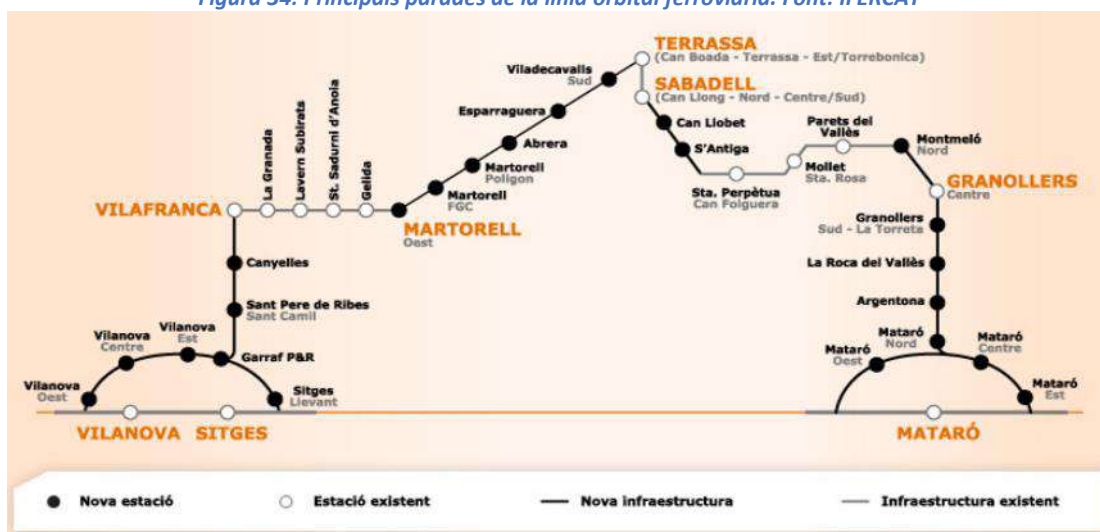 Figura 34. Principals parades de la línia orbital ferroviària. Font: IFERCAT
TERRASSA
(Can Boada - Terrassa - Est/Torrebonica)
Viladecavalls
Sud
SABADELL
(Can Llong - Nord - Centre/Sud)
Esparraguera
Can Llobet
Parets del
Vallès
Abrera
S'Antiga
Montmeló
Nord
La Granada
Lavern Subirats
St. Sadurní d'Anoia
Gelida
Martorell
Polígon
Mollet
Sta. Rosa
Martorell
FGC
Sta. Perpètua
Can Folguera
GRANOLLERS
Centre
VILAFRANCA
MARTORELL
Oest
Granollers
Sud - La Torreta
Canyelles
La Roca del Vallès
Sant Pere de Ribes
Sant Camil
Argentona
Vilanova
Centre
Vilanova
Est
Garraf P&R
Mataró
Nord
Mataró
Centre
Mataró
Oest
Vilanova
Oest
Sitges
Llevant
Mataró
Est
VILANOVA
SITGES
MATARÓ
Nova estació
Estació existent
Nova infraestructura
Infraestructura existent